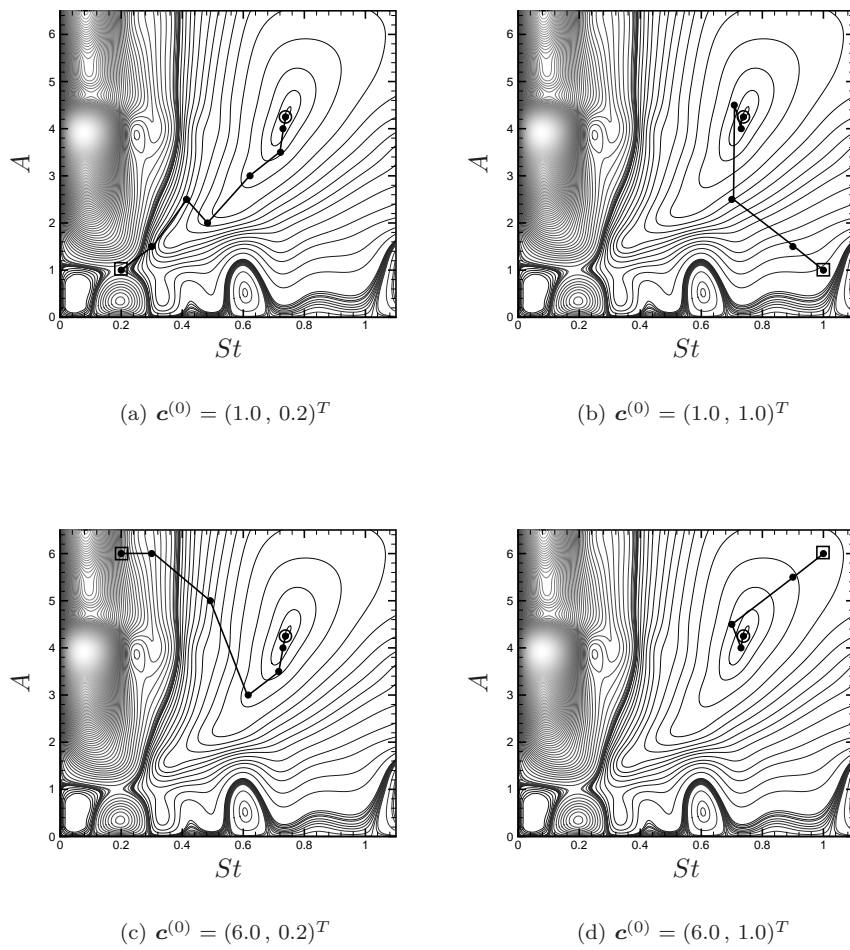 6
5
4
3
2
1
0
A
0 0.2 0.4 0.6 0.8 1
St
(a) c^(0) = (1.0 , 0.2)^T
6
5
4
3
2
1
0
A
0 0.2 0.4 0.6 0.8 1
St
(b) c^(0) = (1.0 , 1.0)^T
6
5
4
3
2
1
0
A
0 0.2 0.4 0.6 0.8 1
St
(c) c^(0) = (6.0 , 0.2)^T
6
5
4
3
2
1
0
A
0 0.2 0.4 0.6 0.8 1
St
(d) c^(0) = (6.0 , 1.0)^T